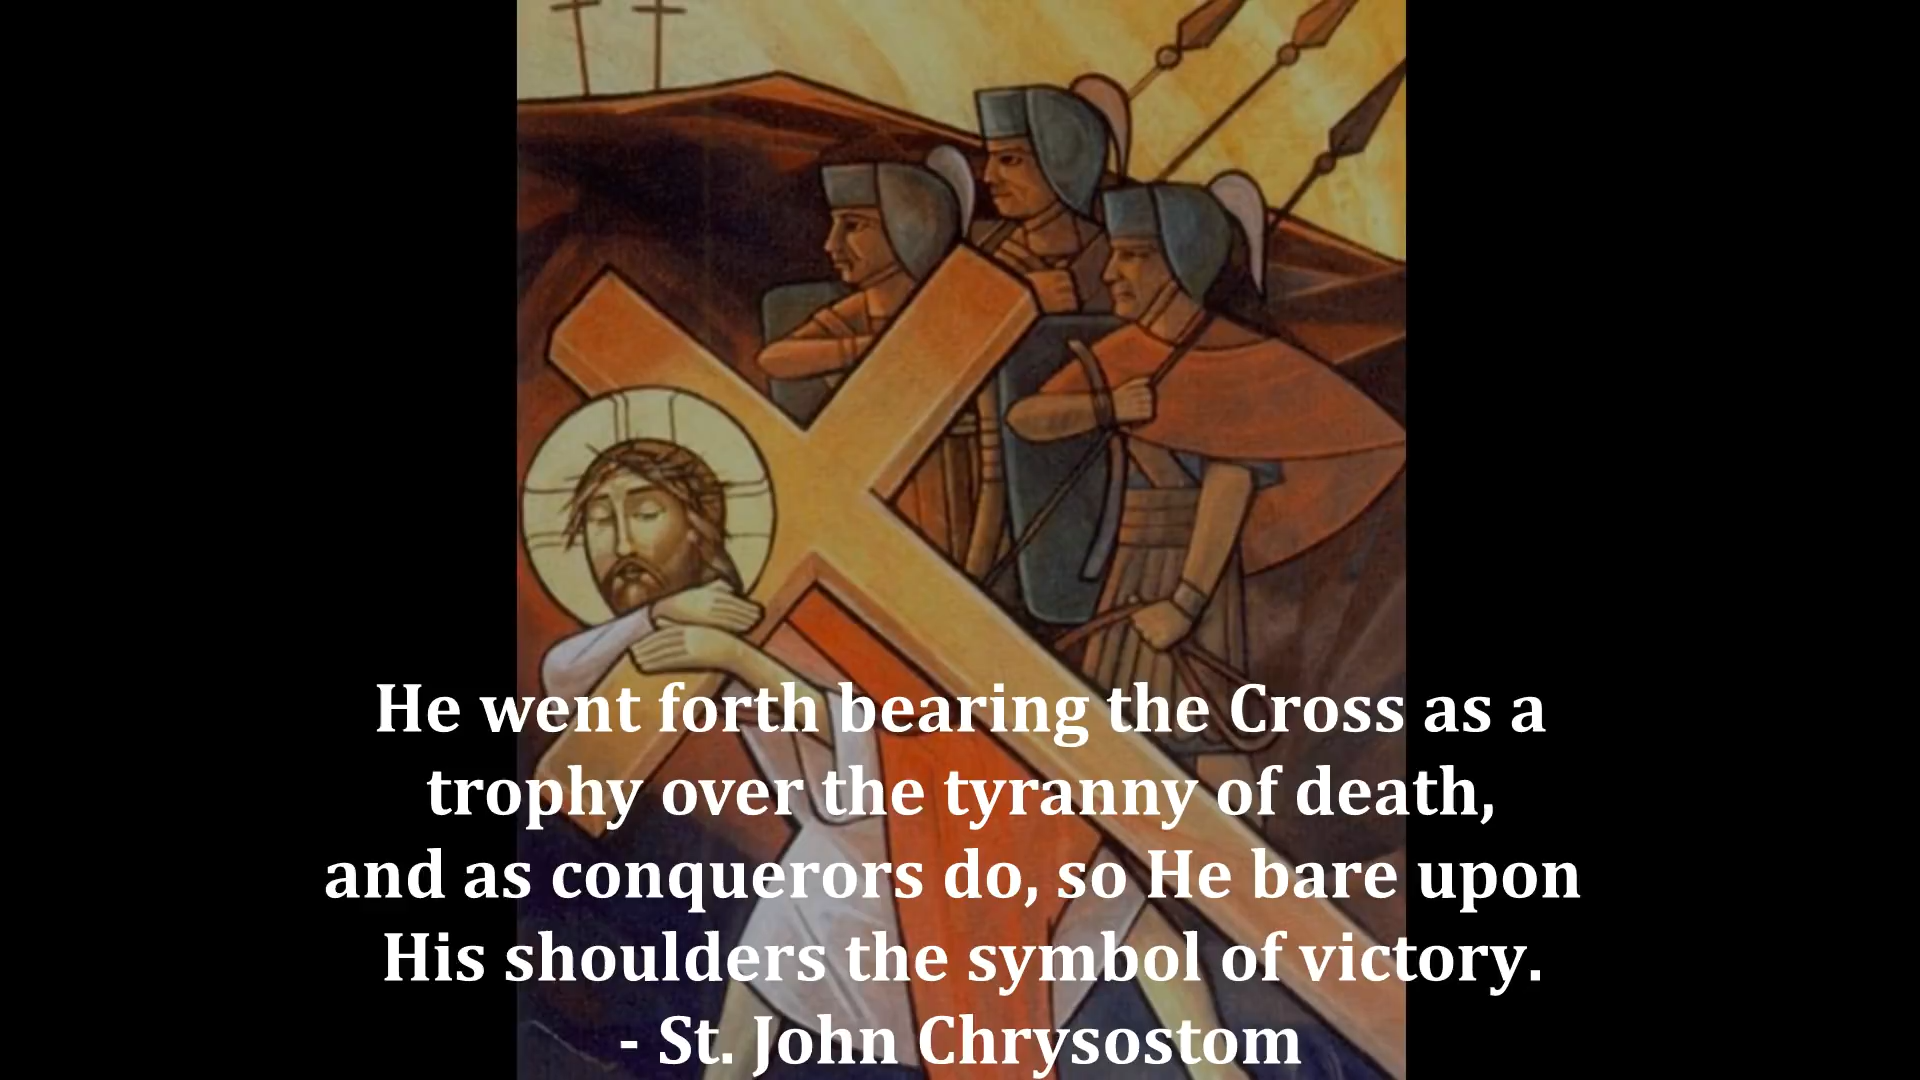 He went forth bearing the Cross as a
trophy over the tyranny of death,
and as conquerors do, so He bare upon
His shoulders the symbol of victory.
- St. John Chrysostom